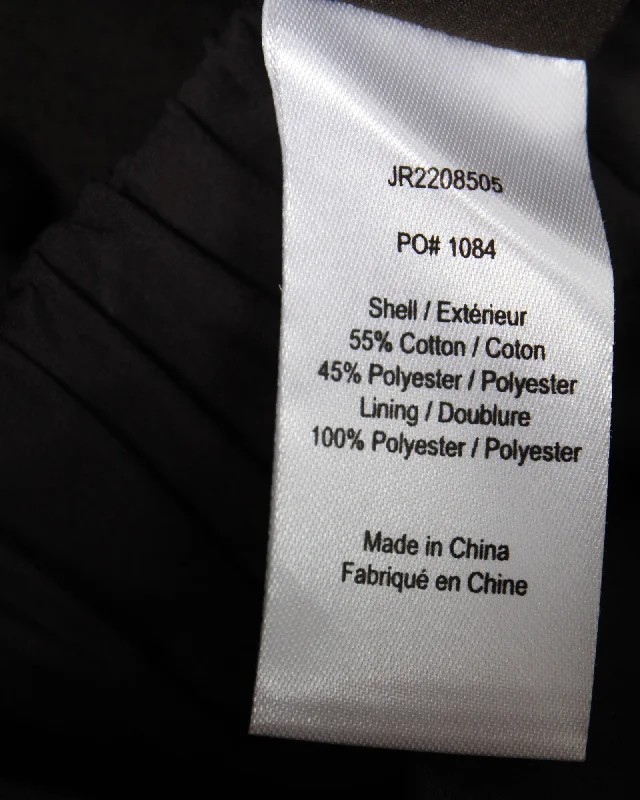 JR2208505
PO# 1084
Shell / Extérieur
55% Cotton / Coton
45% Polyester / Polyester
Lining / Doublure
100% Polyester / Polyester
Made in China
Fabriqué en Chine